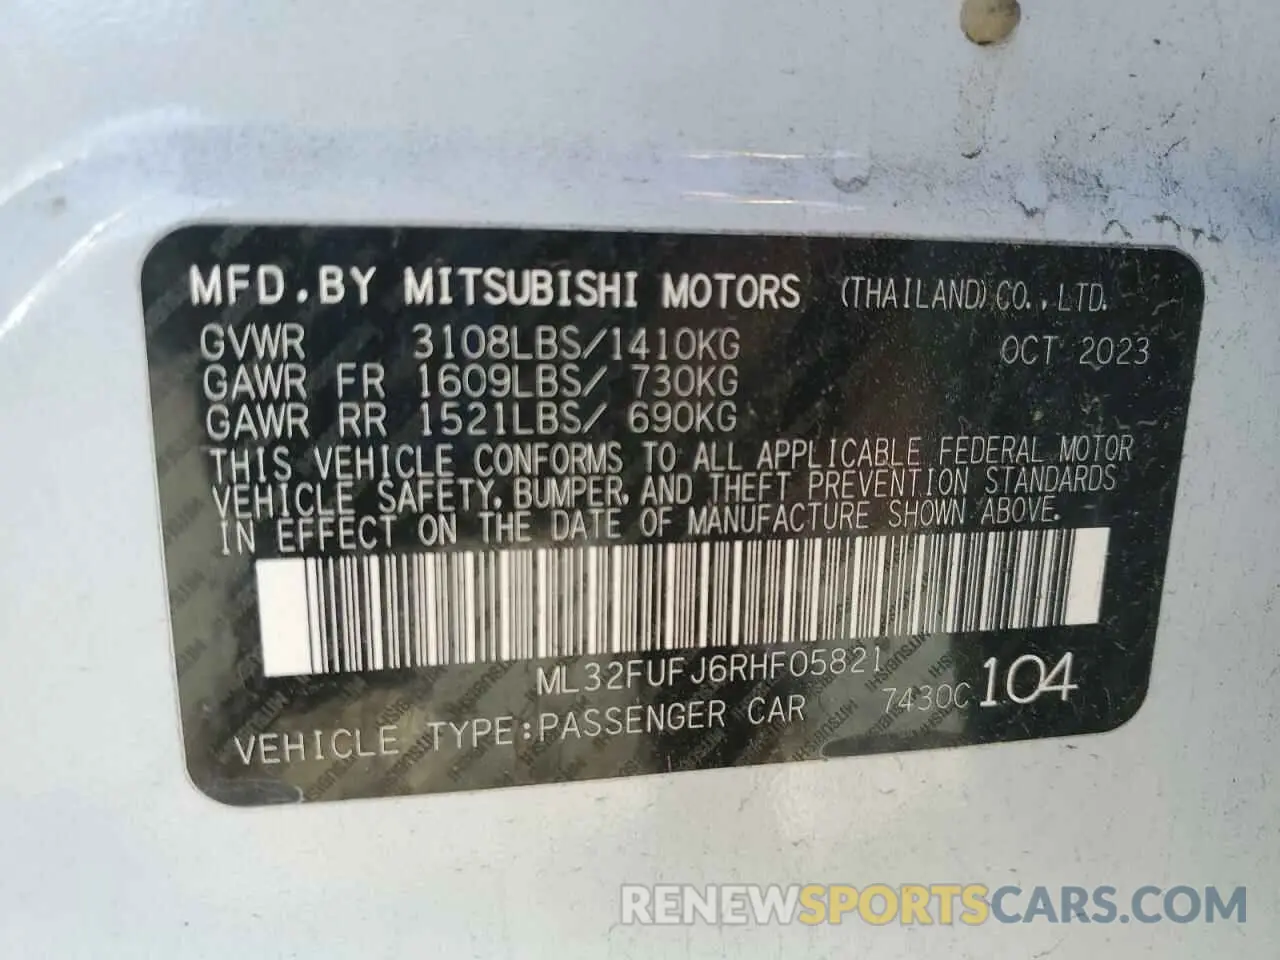 MFD.BY MITSUBISHI MOTORS (THAILAND) CO., LTD.
GVWR 3108LBS/1410KG OCT 2023
GAWR FR 1609LBS/ 730KG
GAWR RR 1521LBS/ 690KG
THIS VEHICLE CONFORMS TO ALL APPLICABLE FEDERAL MOTOR
VEHICLE SAFETY, BUMPER, AND THEFT PREVENTION STANDARDS
IN EFFECT ON THE DATE OF MANUFACTURE SHOWN ABOVE.
ML32FUFJ6RHF05821
VEHICLE TYPE:PASSENGER CAR 7430C 104
RENEWSPORTSCARS.COM